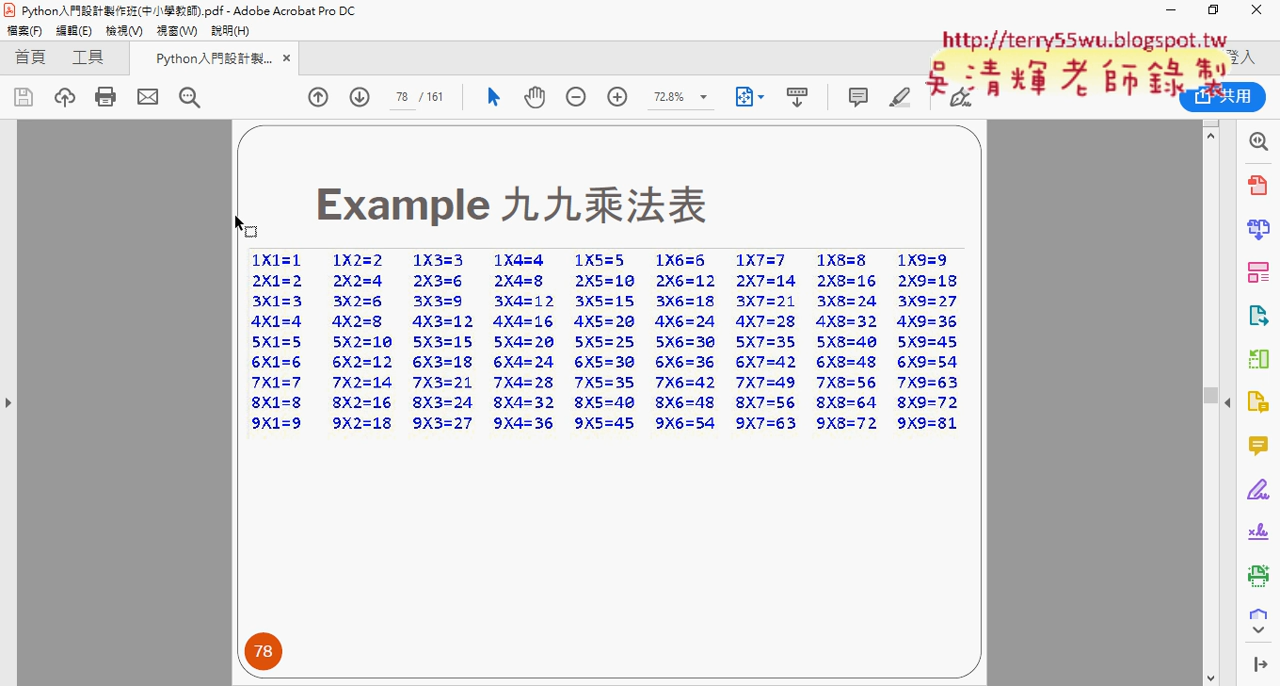 Python入門設計製作班(中小學教師).pdf - Adobe Acrobat Pro DC
檔案(F) 編輯(E) 檢視(V) 視窗(W) 說明(H)
http://terry55wu.blogspot.tw
吳清輝老師錄製
首頁 工具 Python入門設計製... × 登入
78 / 161 72.8% 共用
Example 九九乘法表
1X1=1 1X2=2 1X3=3 1X4=4 1X5=5 1X6=6 1X7=7 1X8=8 1X9=9
2X1=2 2X2=4 2X3=6 2X4=8 2X5=10 2X6=12 2X7=14 2X8=16 2X9=18
3X1=3 3X2=6 3X3=9 3X4=12 3X5=15 3X6=18 3X7=21 3X8=24 3X9=27
4X1=4 4X2=8 4X3=12 4X4=16 4X5=20 4X6=24 4X7=28 4X8=32 4X9=36
5X1=5 5X2=10 5X3=15 5X4=20 5X5=25 5X6=30 5X7=35 5X8=40 5X9=45
6X1=6 6X2=12 6X3=18 6X4=24 6X5=30 6X6=36 6X7=42 6X8=48 6X9=54
7X1=7 7X2=14 7X3=21 7X4=28 7X5=35 7X6=42 7X7=49 7X8=56 7X9=63
8X1=8 8X2=16 8X3=24 8X4=32 8X5=40 8X6=48 8X7=56 8X8=64 8X9=72
9X1=9 9X2=18 9X3=27 9X4=36 9X5=45 9X6=54 9X7=63 9X8=72 9X9=81
78